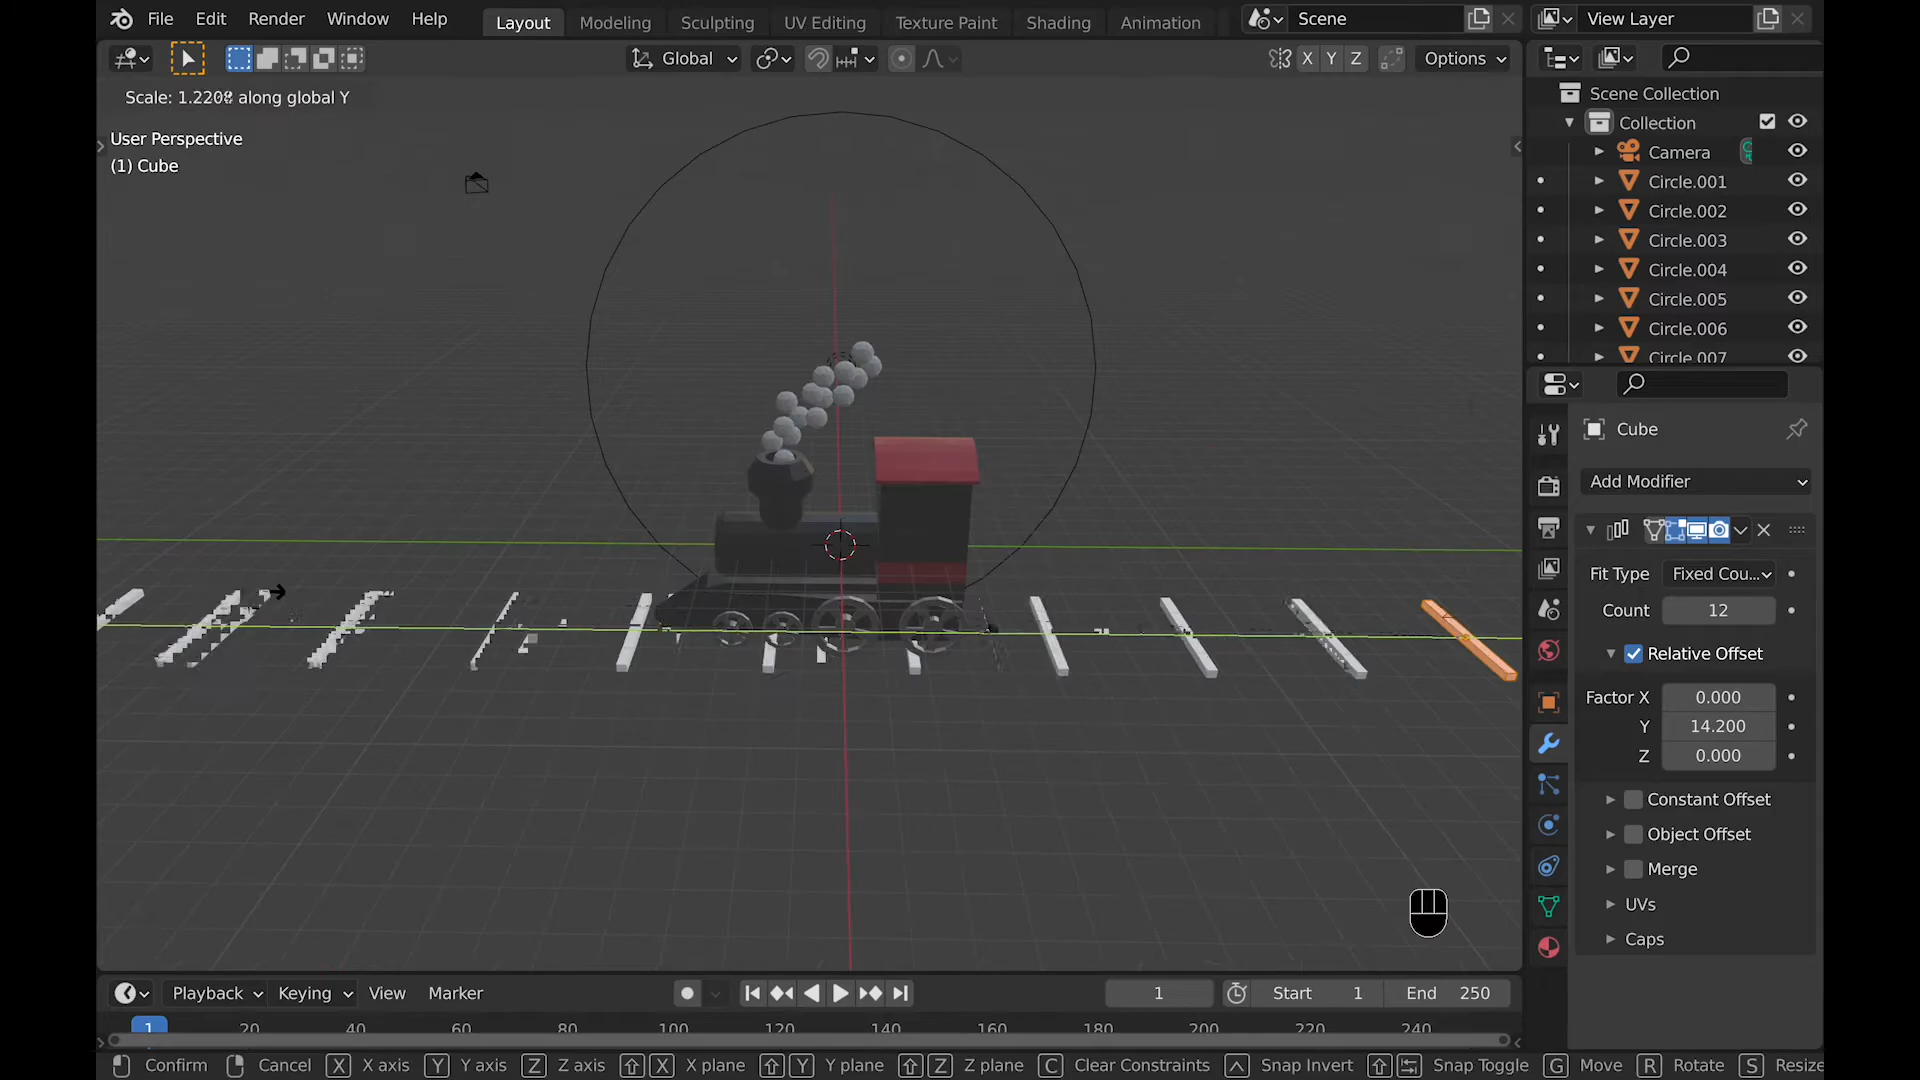 File Edit Render Window Help Layout Modeling Sculpting UV Editing Texture Paint Shading Animation Scene View Layer
Global X Y Z Options
along global Y
User Perspective
(1) Cube
Scene Collection
Collection
Camera
Circle.001
Circle.002
Circle.003
Circle.004
Circle.005
Circle.006
Circle.007
Cube
Add Modifier
Fit Type Fixed Cou...
Count 12
Relative Offset
Factor X 0.000
Y 14.200
Z 0.000
Constant Offset
Object Offset
Merge
UVs
Caps
Playback Keying View Marker 1 Start 1 End 250
1 20 40 60 80 100 120 140 160 180 200 220 240
Confirm Cancel X X axis Y Y axis Z Z axis X X plane Y Y plane Z Z plane C Clear Constraints Snap Invert Snap Toggle G Move R Rotate S Resize